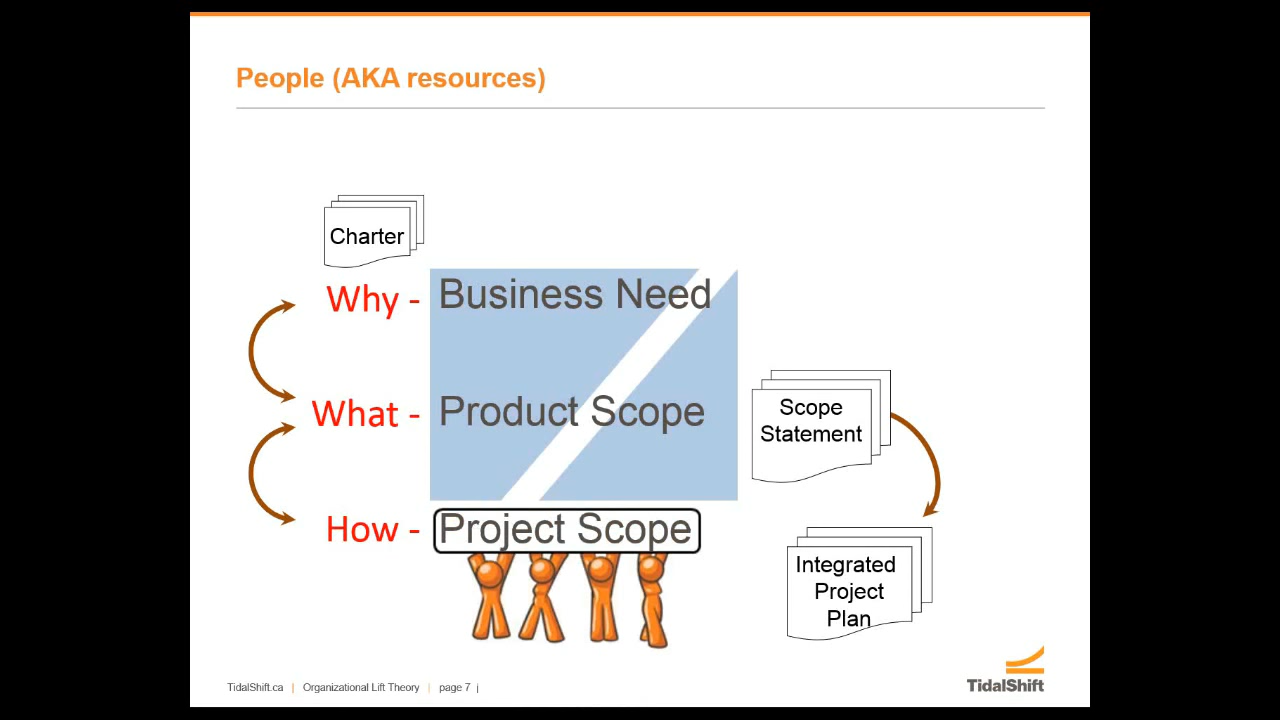 People (AKA resources)
Charter
Why - Business Need
What - Product Scope
Scope
Statement
How - Project Scope
Integrated
Project
Plan
TidalShift.ca | Organizational Lift Theory | page 7 |
TidalShift